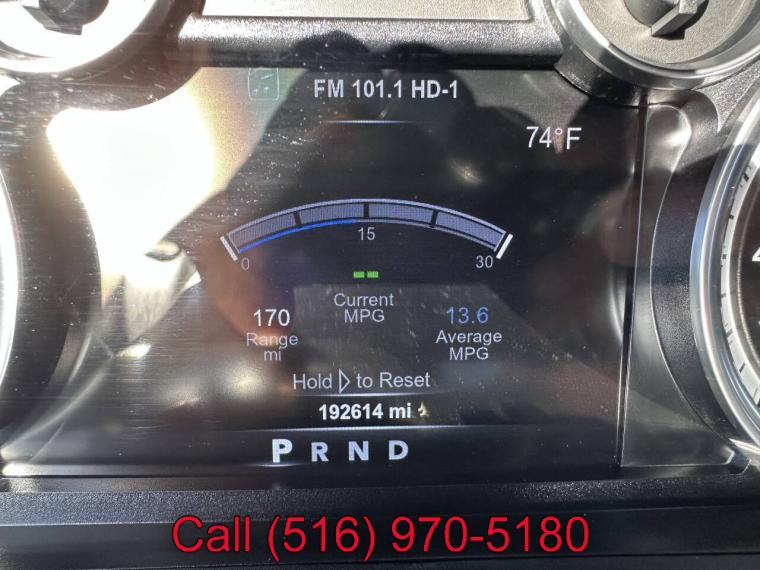 FM 101.1 HD-1
74°F
15
0
30
Current
MPG
170
Range
mi
13.6
Average
MPG
Hold ▷ to Reset
192614 mi
P R N D
Call (516) 970-5180